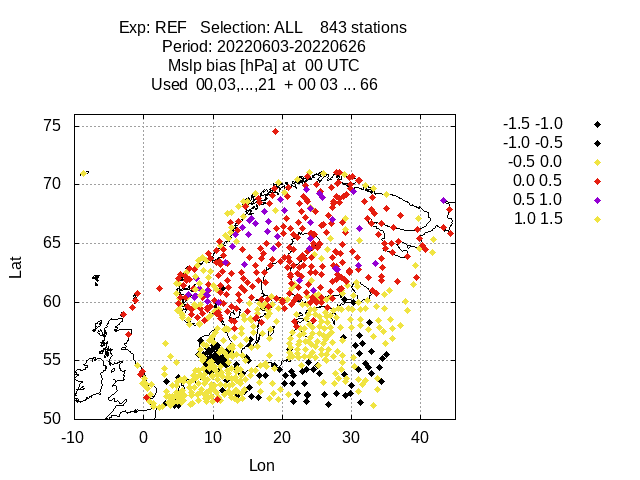 Exp: REF   Selection: ALL    843 stations
Period: 20220603-20220626
Mslp bias [hPa] at  00 UTC
Used  00,03,...,21  + 00 03 ... 66
-1.5 -1.0
-1.0 -0.5
-0.5 0.0
0.0 0.5
0.5 1.0
1.0 1.5
75
70
65
60
55
50
Lat
-10 0 10 20 30 40
Lon